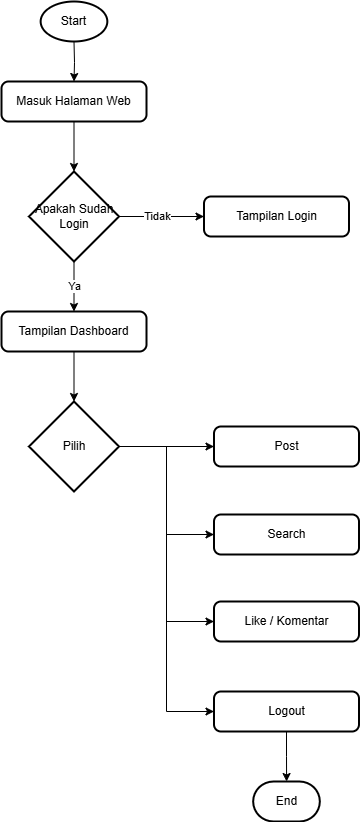 Start
Masuk Halaman Web
Apakah Sudah
Login
Tidak
Tampilan Login
Ya
Tampilan Dashboard
Pilih
Post
Search
Like / Komentar
Logout
End